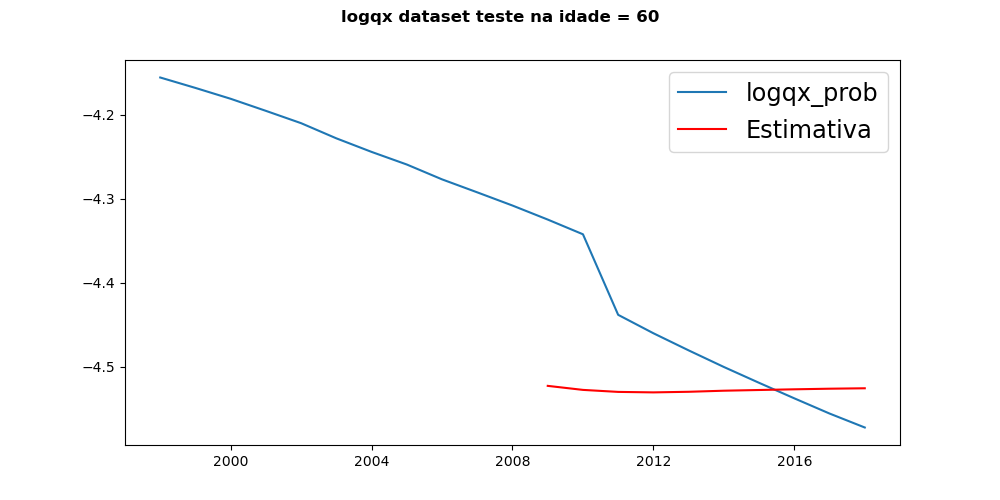 logqx dataset teste na idade = 60
logqx_prob
Estimativa
−4.2
−4.3
−4.4
−4.5
2000 2004 2008 2012 2016